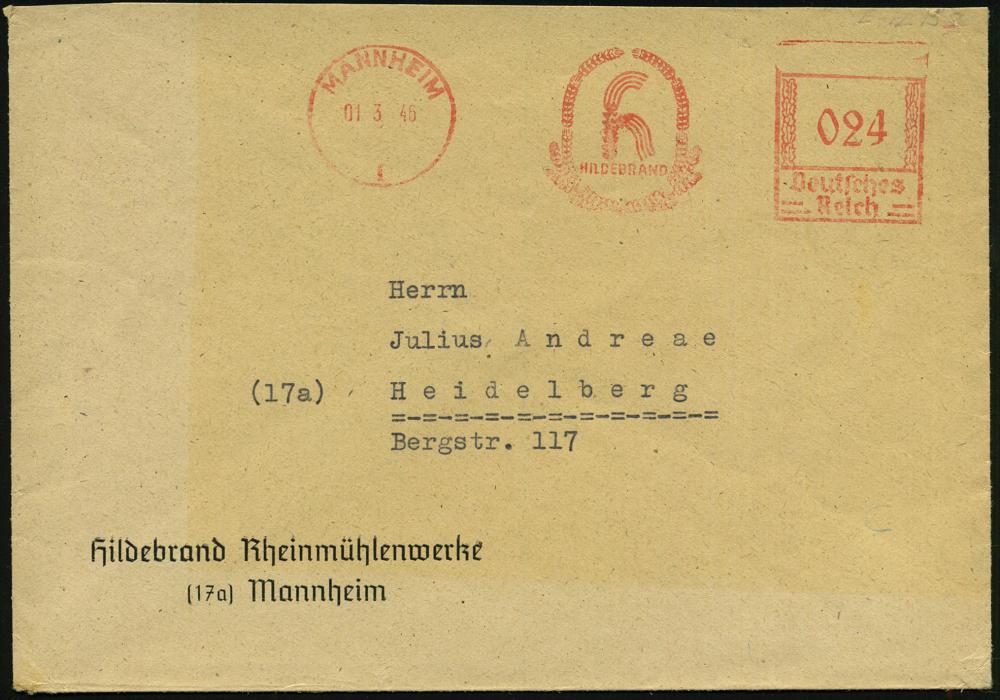 MANNHEIM
01.3.46
1
h
HILDEBRAND
024
Deutsches
Reich
Herrn
Julius Andreae
(17a) Heidelberg
=-=-=-=-=-=-=-=-=-=-=
Bergstr. 117
Hildebrand Rheinmühlenwerke
(17a) Mannheim